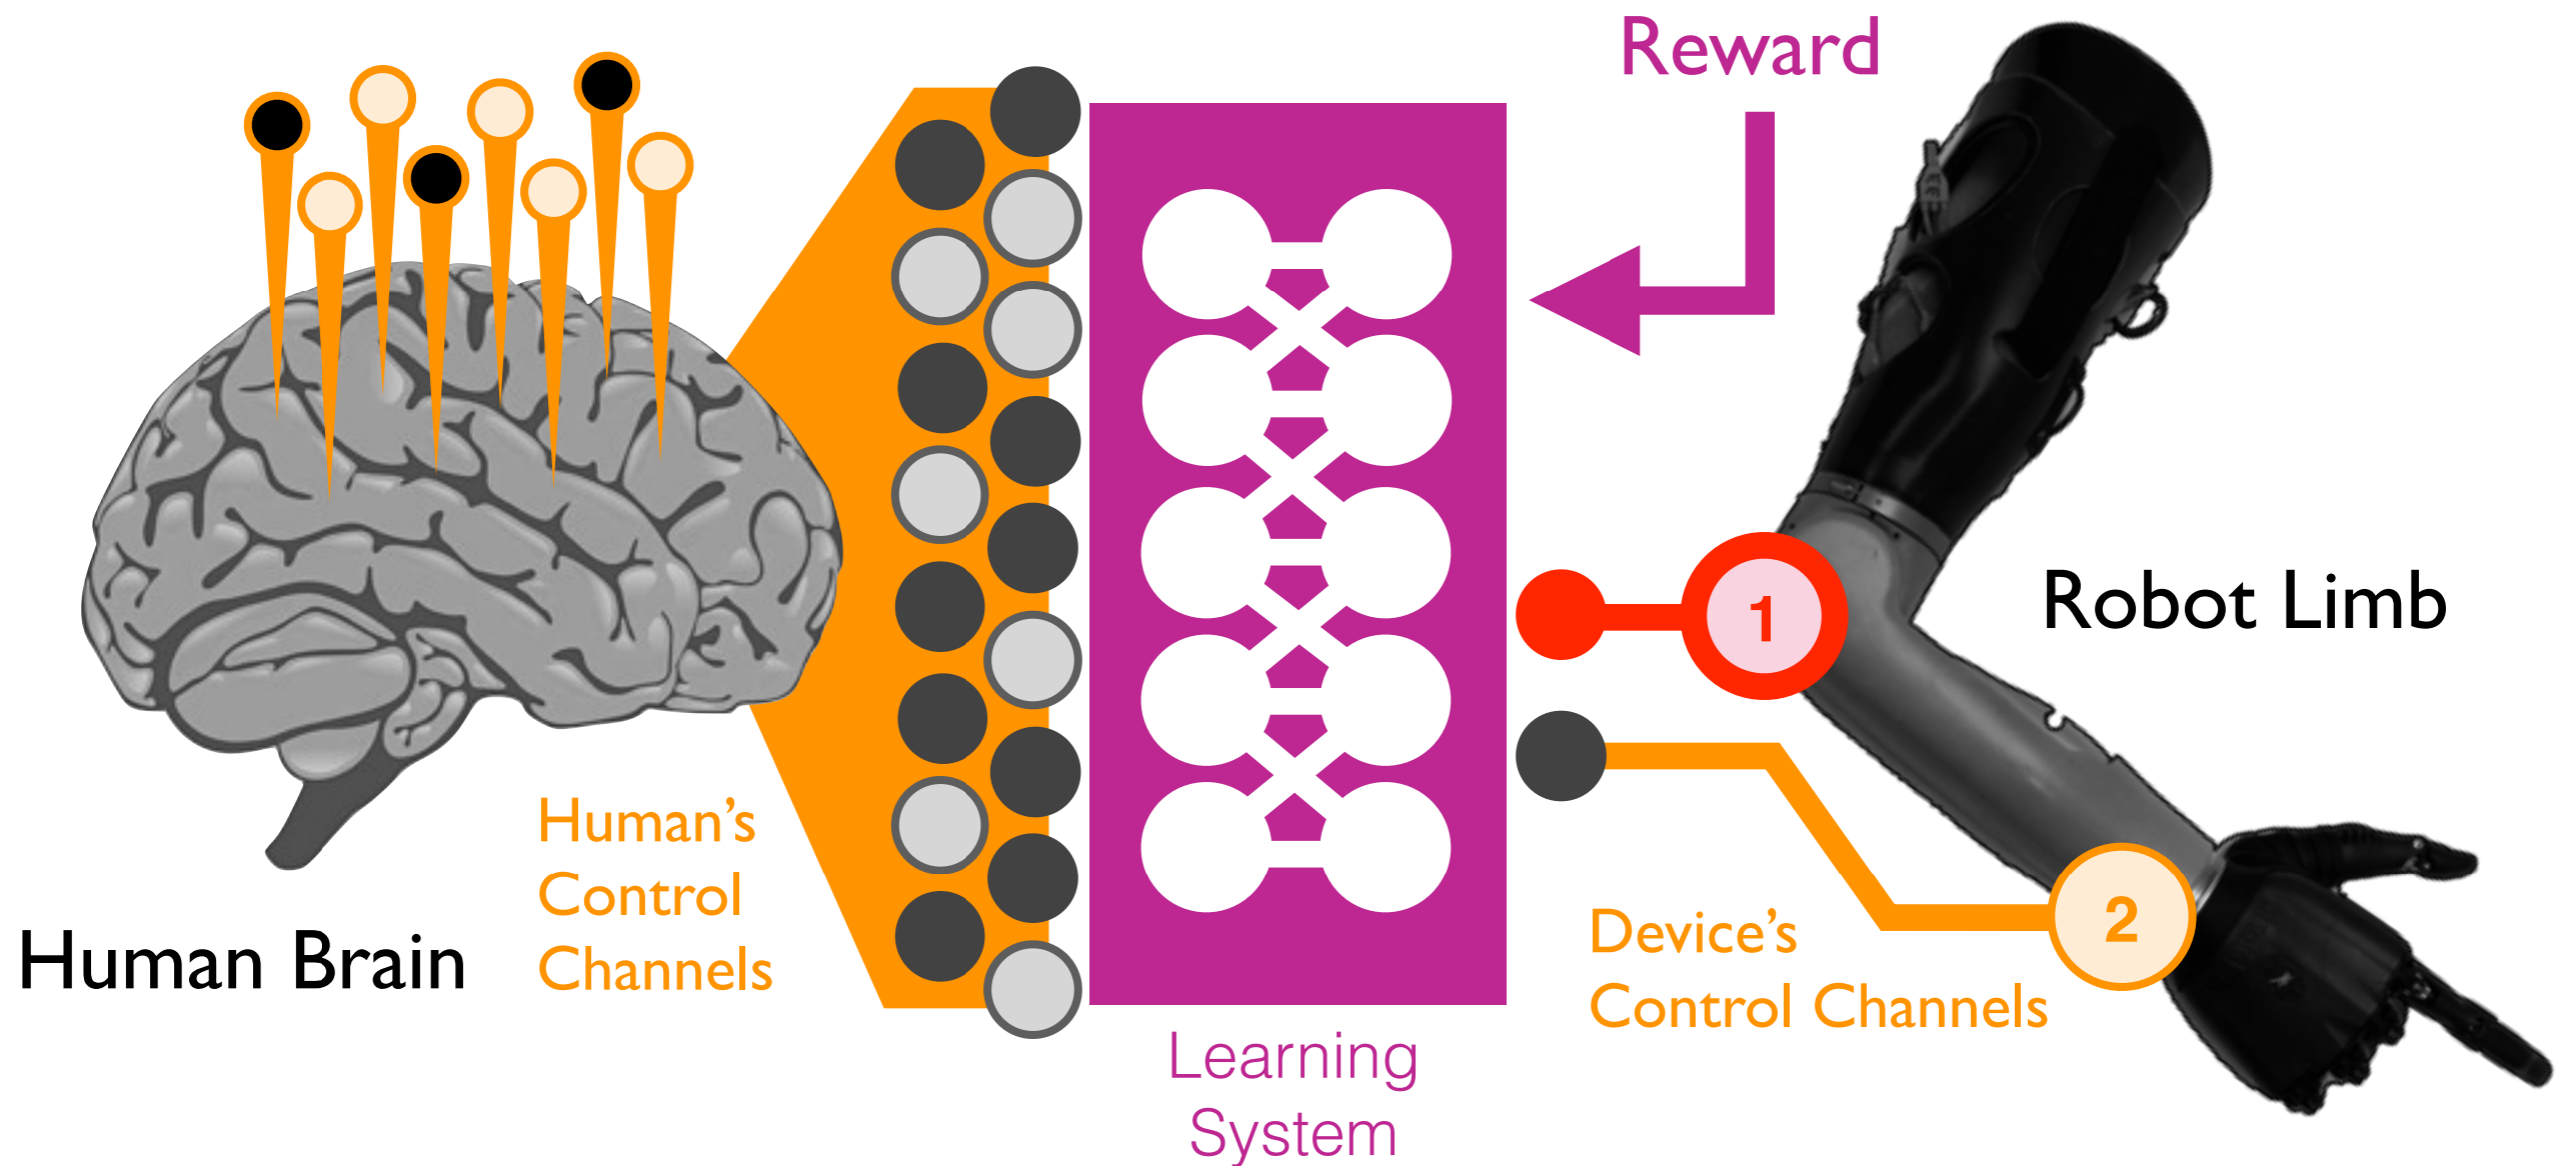 Reward
1
Robot Limb
Human's
Control
Channels
Human Brain
2
Device's
Control Channels
Learning
System